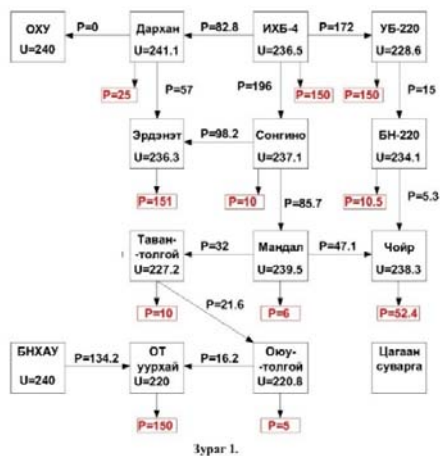 ОХУ
U=240
P=0
Дархан
U=241.1
P=82.8
ИХБ-4
U=236.5
P=172
УБ-220
U=228.6
P=25
P=57
P=196
P=150
P=150
P=15
Эрдэнэт
U=236.3
P=98.2
Сонгино
U=237.1
БН-220
U=234.1
P=151
P=10
P=85.7
P=10.5
P=5.3
Таван-
-толгой
U=227.2
P=32
Мандал
U=239.5
P=47.1
Чойр
U=238.3
P=10
P=21.6
P=6
P=52.4
БНХАУ
U=240
P=134.2
ОТ
уурхай
U=220
P=16.2
Оюу-
-толгой
U=220.8
Цагаан
суварга
P=150
P=5
Зураг 1.